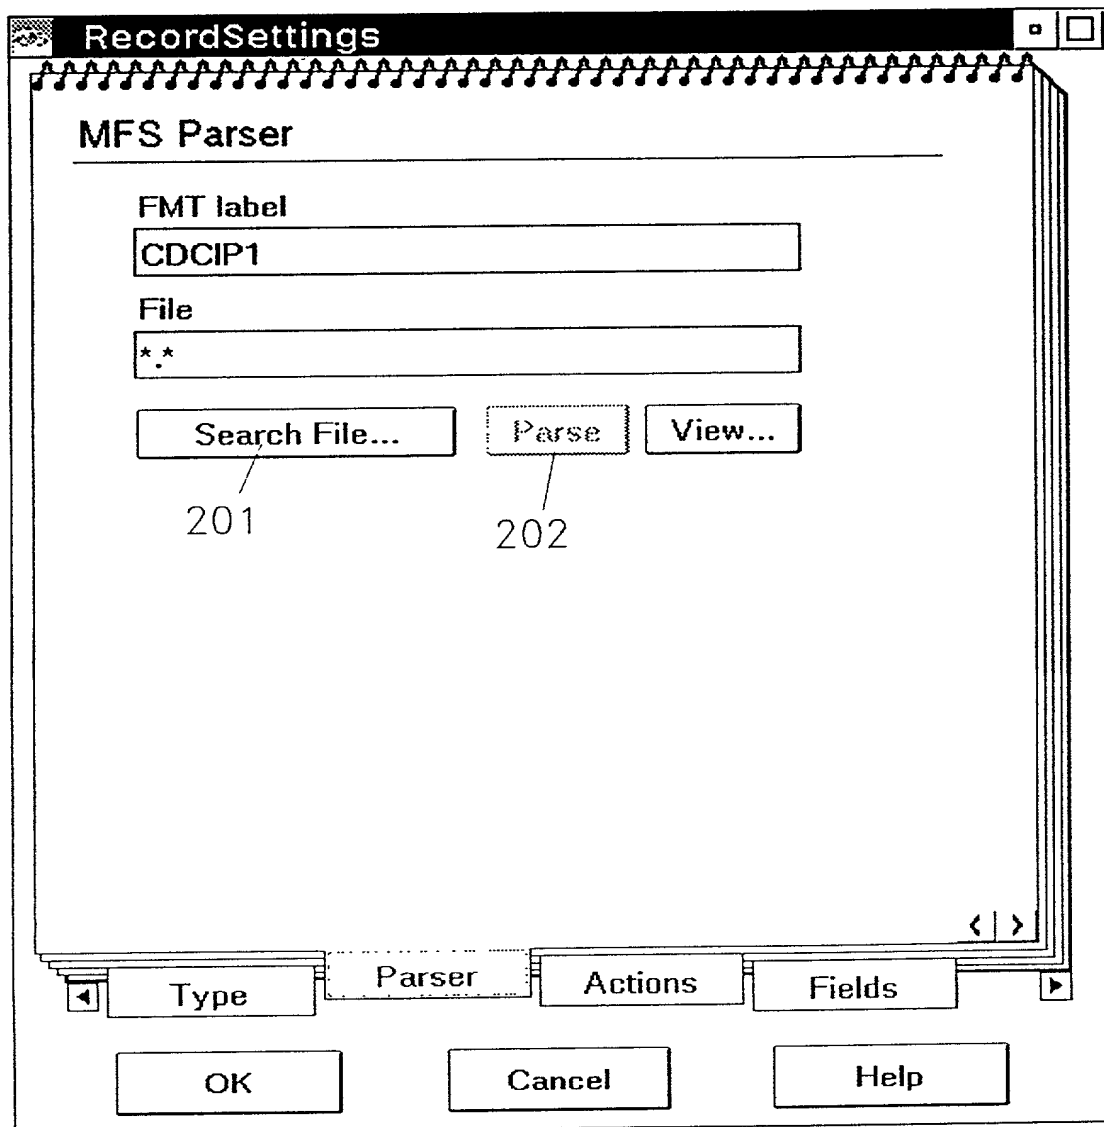 RecordSettings
MFS Parser
FMT label
CDCIP1
File
*.*
Search File... Parse View...
201 202
Type Parser Actions Fields
OK Cancel Help